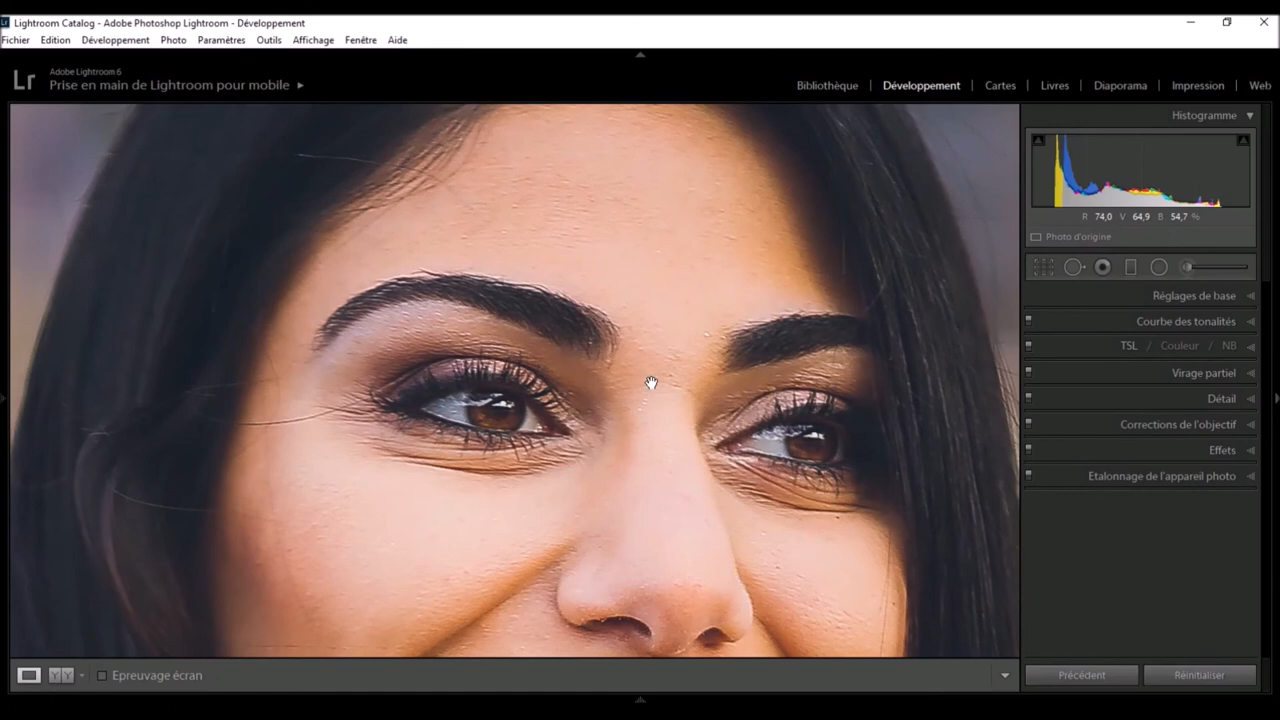 Lr Lightroom Catalog - Adobe Photoshop Lightroom - Développement
Fichier Edition Développement Photo Paramètres Outils Affichage Fenêtre Aide
Lr
Adobe Lightroom 6
Prise en main de Lightroom pour mobile
Bibliothèque | Développement | Cartes | Livres | Diaporama | Impression | Web
Histogramme
R 74,0 V 64,9 B 54,7 %
Photo d'origine
Réglages de base
Courbe des tonalités
TSL / Couleur / NB
Virage partiel
Détail
Corrections de l'objectif
Effets
Etalonnage de l'appareil photo
Y Y Epreuvage écran
Précédent Réinitialiser